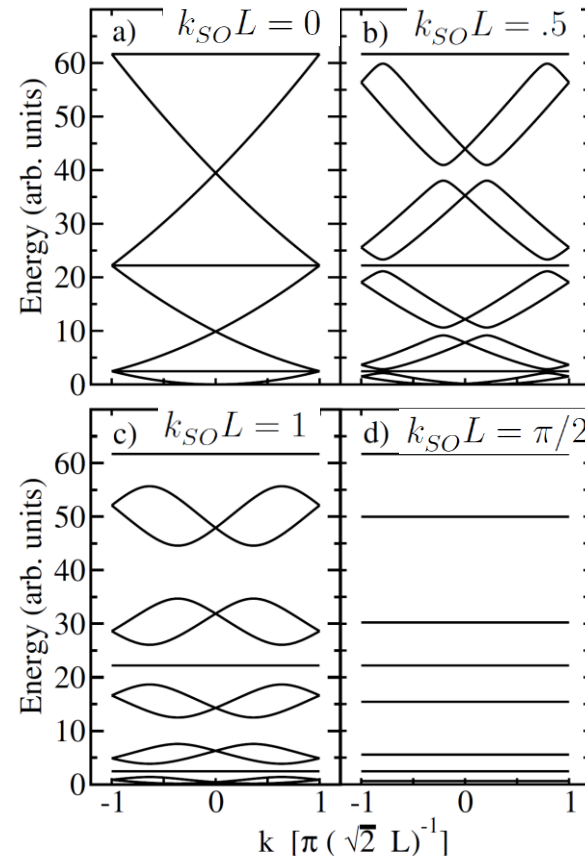 a) k_{SO}L = 0
b) k_{SO}L = .5
60
50
40
30
20
10
0
Energy (arb. units)
c) k_{SO}L = 1
d) k_{SO}L = π/2
60
50
40
30
20
10
0
Energy (arb. units)
-1 0 1 -1 0 1
k [π (√2 L)^{-1}]